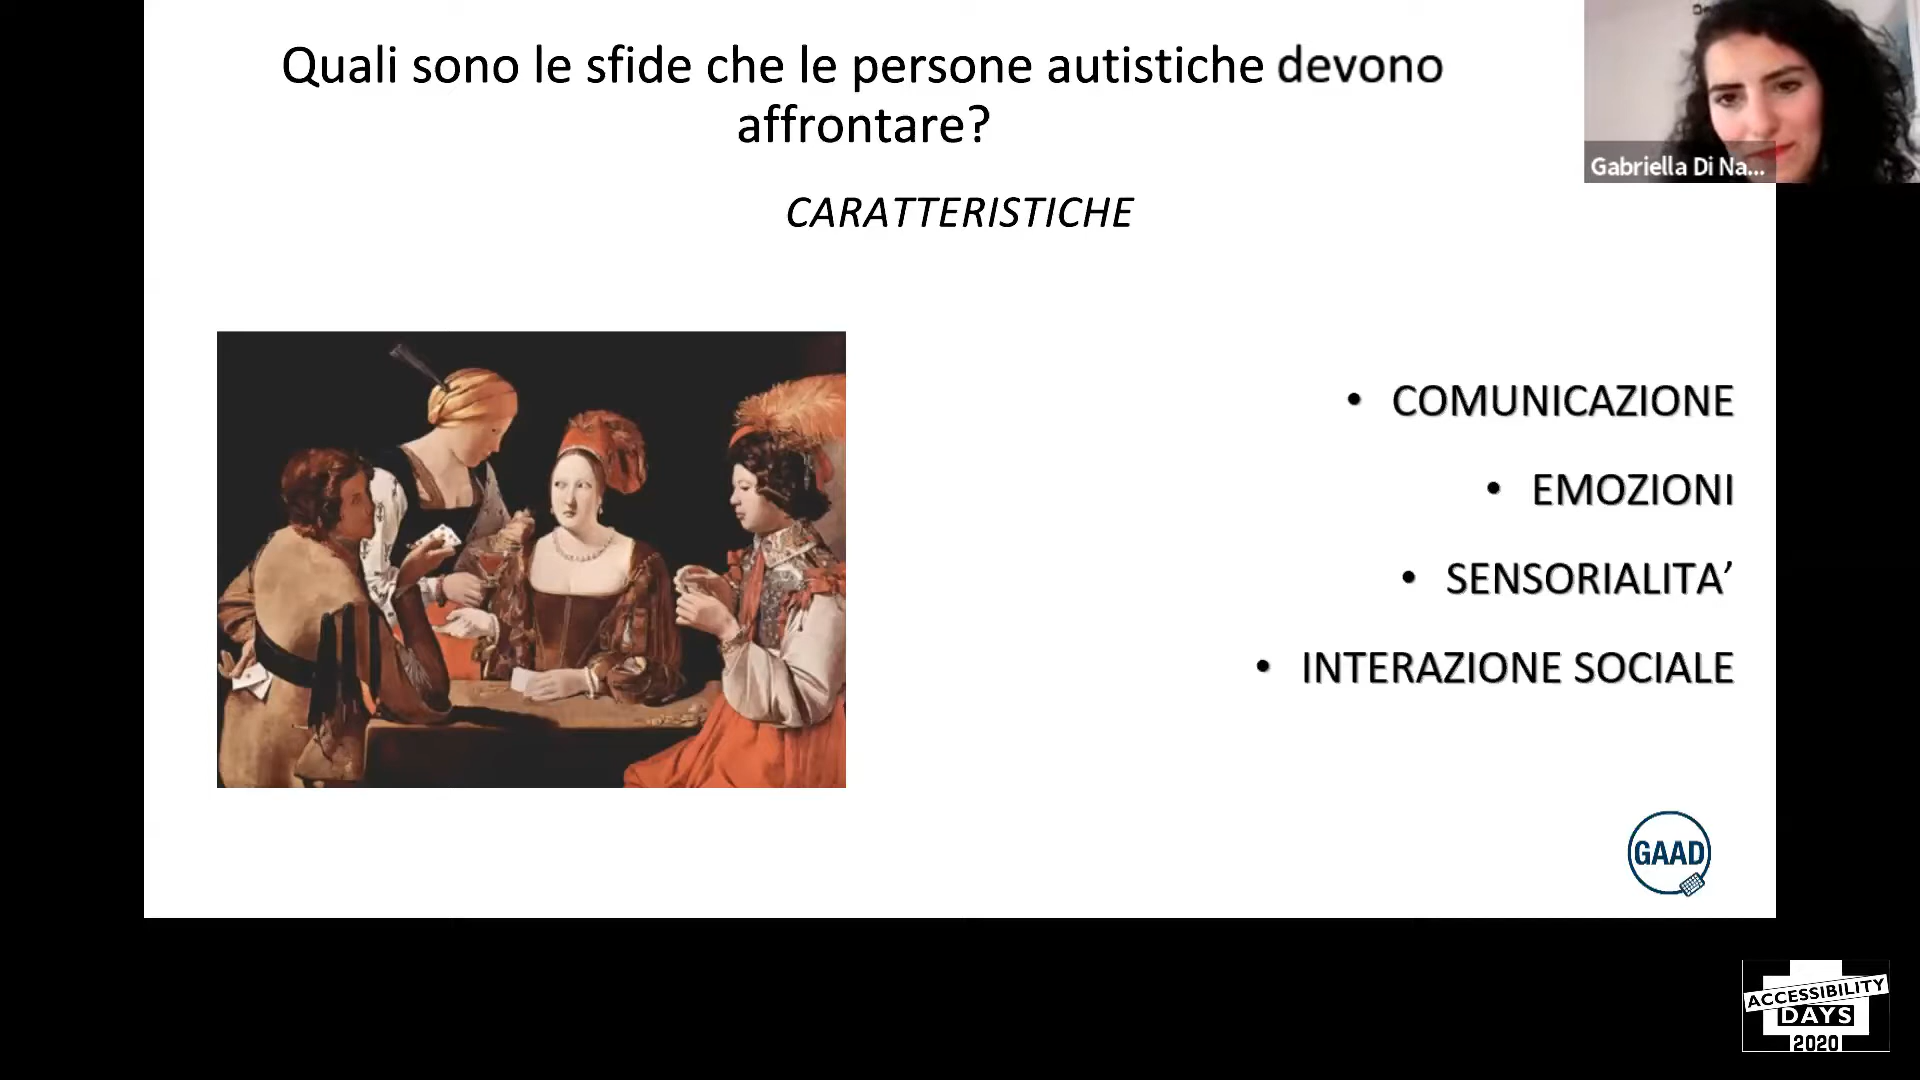 Quali sono le sfide che le persone autistiche devono
affrontare?
CARATTERISTICHE
Gabriella Di Na...
• COMUNICAZIONE
• EMOZIONI
• SENSORIALITA’
• INTERAZIONE SOCIALE
GAAD
ACCESSIBILITY
DAYS
2020